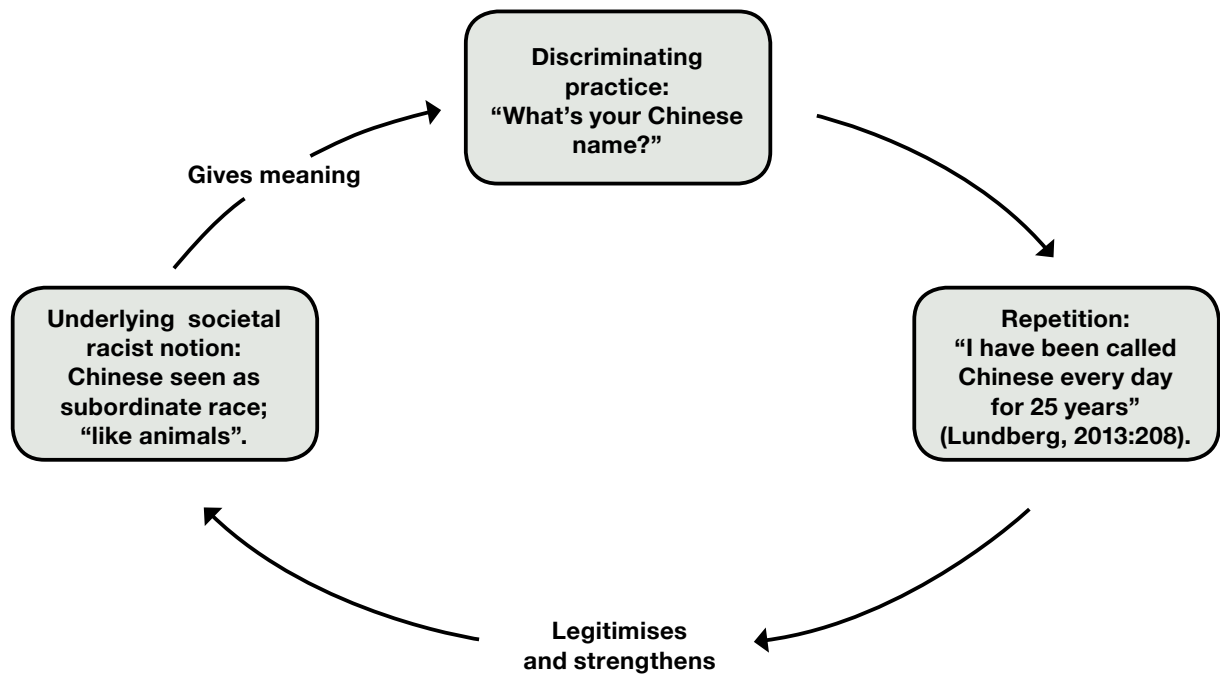 Discriminating
practice:
“What’s your Chinese
name?”
Gives meaning
Underlying societal
racist notion:
Chinese seen as
subordinate race;
“like animals”.
Repetition:
“I have been called
Chinese every day
for 25 years”
(Lundberg, 2013:208).
Legitimises
and strengthens